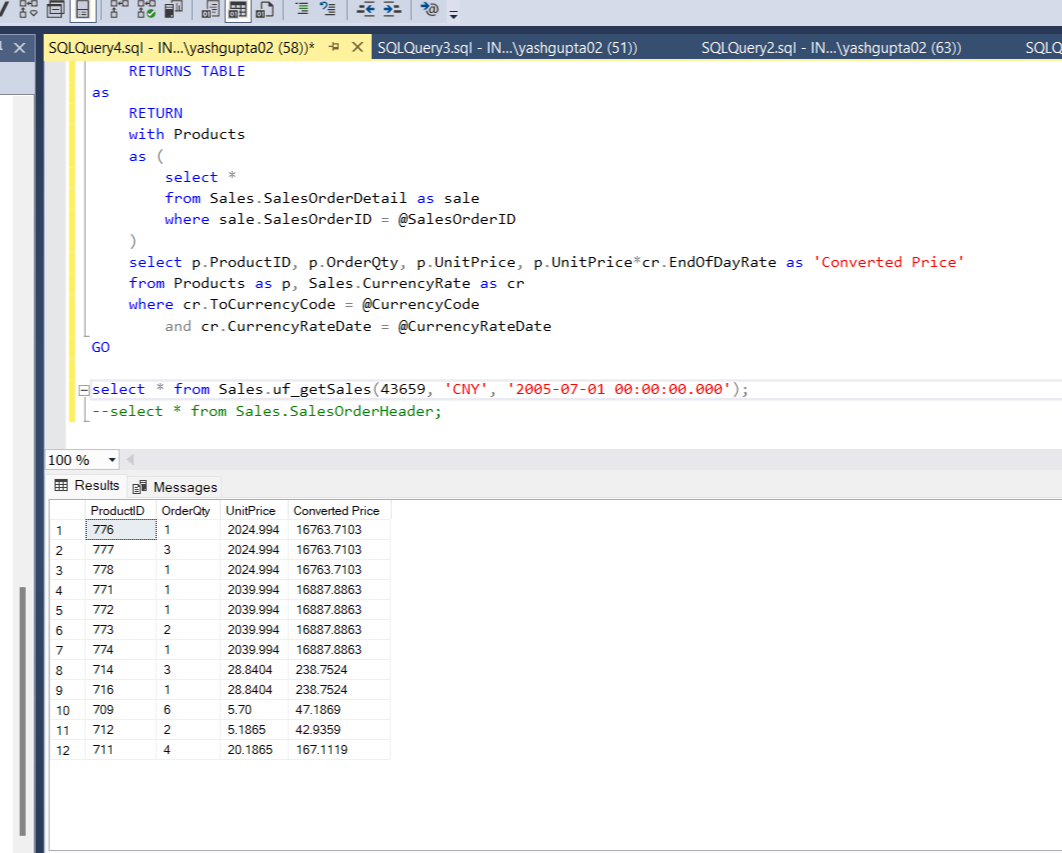 SQLQuery4.sql - IN...\yashgupta02 (58))* SQLQuery3.sql - IN...\yashgupta02 (51)) SQLQuery2.sql - IN...\yashgupta02 (63)) SQLQ
RETURNS TABLE
as
RETURN
with Products
as (
select *
from Sales.SalesOrderDetail as sale
where sale.SalesOrderID = @SalesOrderID
)
select p.ProductID, p.OrderQty, p.UnitPrice, p.UnitPrice*cr.EndOfDayRate as 'Converted Price'
from Products as p, Sales.CurrencyRate as cr
where cr.ToCurrencyCode = @CurrencyCode
and cr.CurrencyRateDate = @CurrencyRateDate
GO
select * from Sales.uf_getSales(43659, 'CNY', '2005-07-01 00:00:00.000');
--select * from Sales.SalesOrderHeader;
100 %
Results Messages
ProductID OrderQty UnitPrice Converted Price
1 776 1 2024.994 16763.7103
2 777 3 2024.994 16763.7103
3 778 1 2024.994 16763.7103
4 771 1 2039.994 16887.8863
5 772 1 2039.994 16887.8863
6 773 2 2039.994 16887.8863
7 774 1 2039.994 16887.8863
8 714 3 28.8404 238.7524
9 716 1 28.8404 238.7524
10 709 6 5.70 47.1869
11 712 2 5.1865 42.9359
12 711 4 20.1865 167.1119